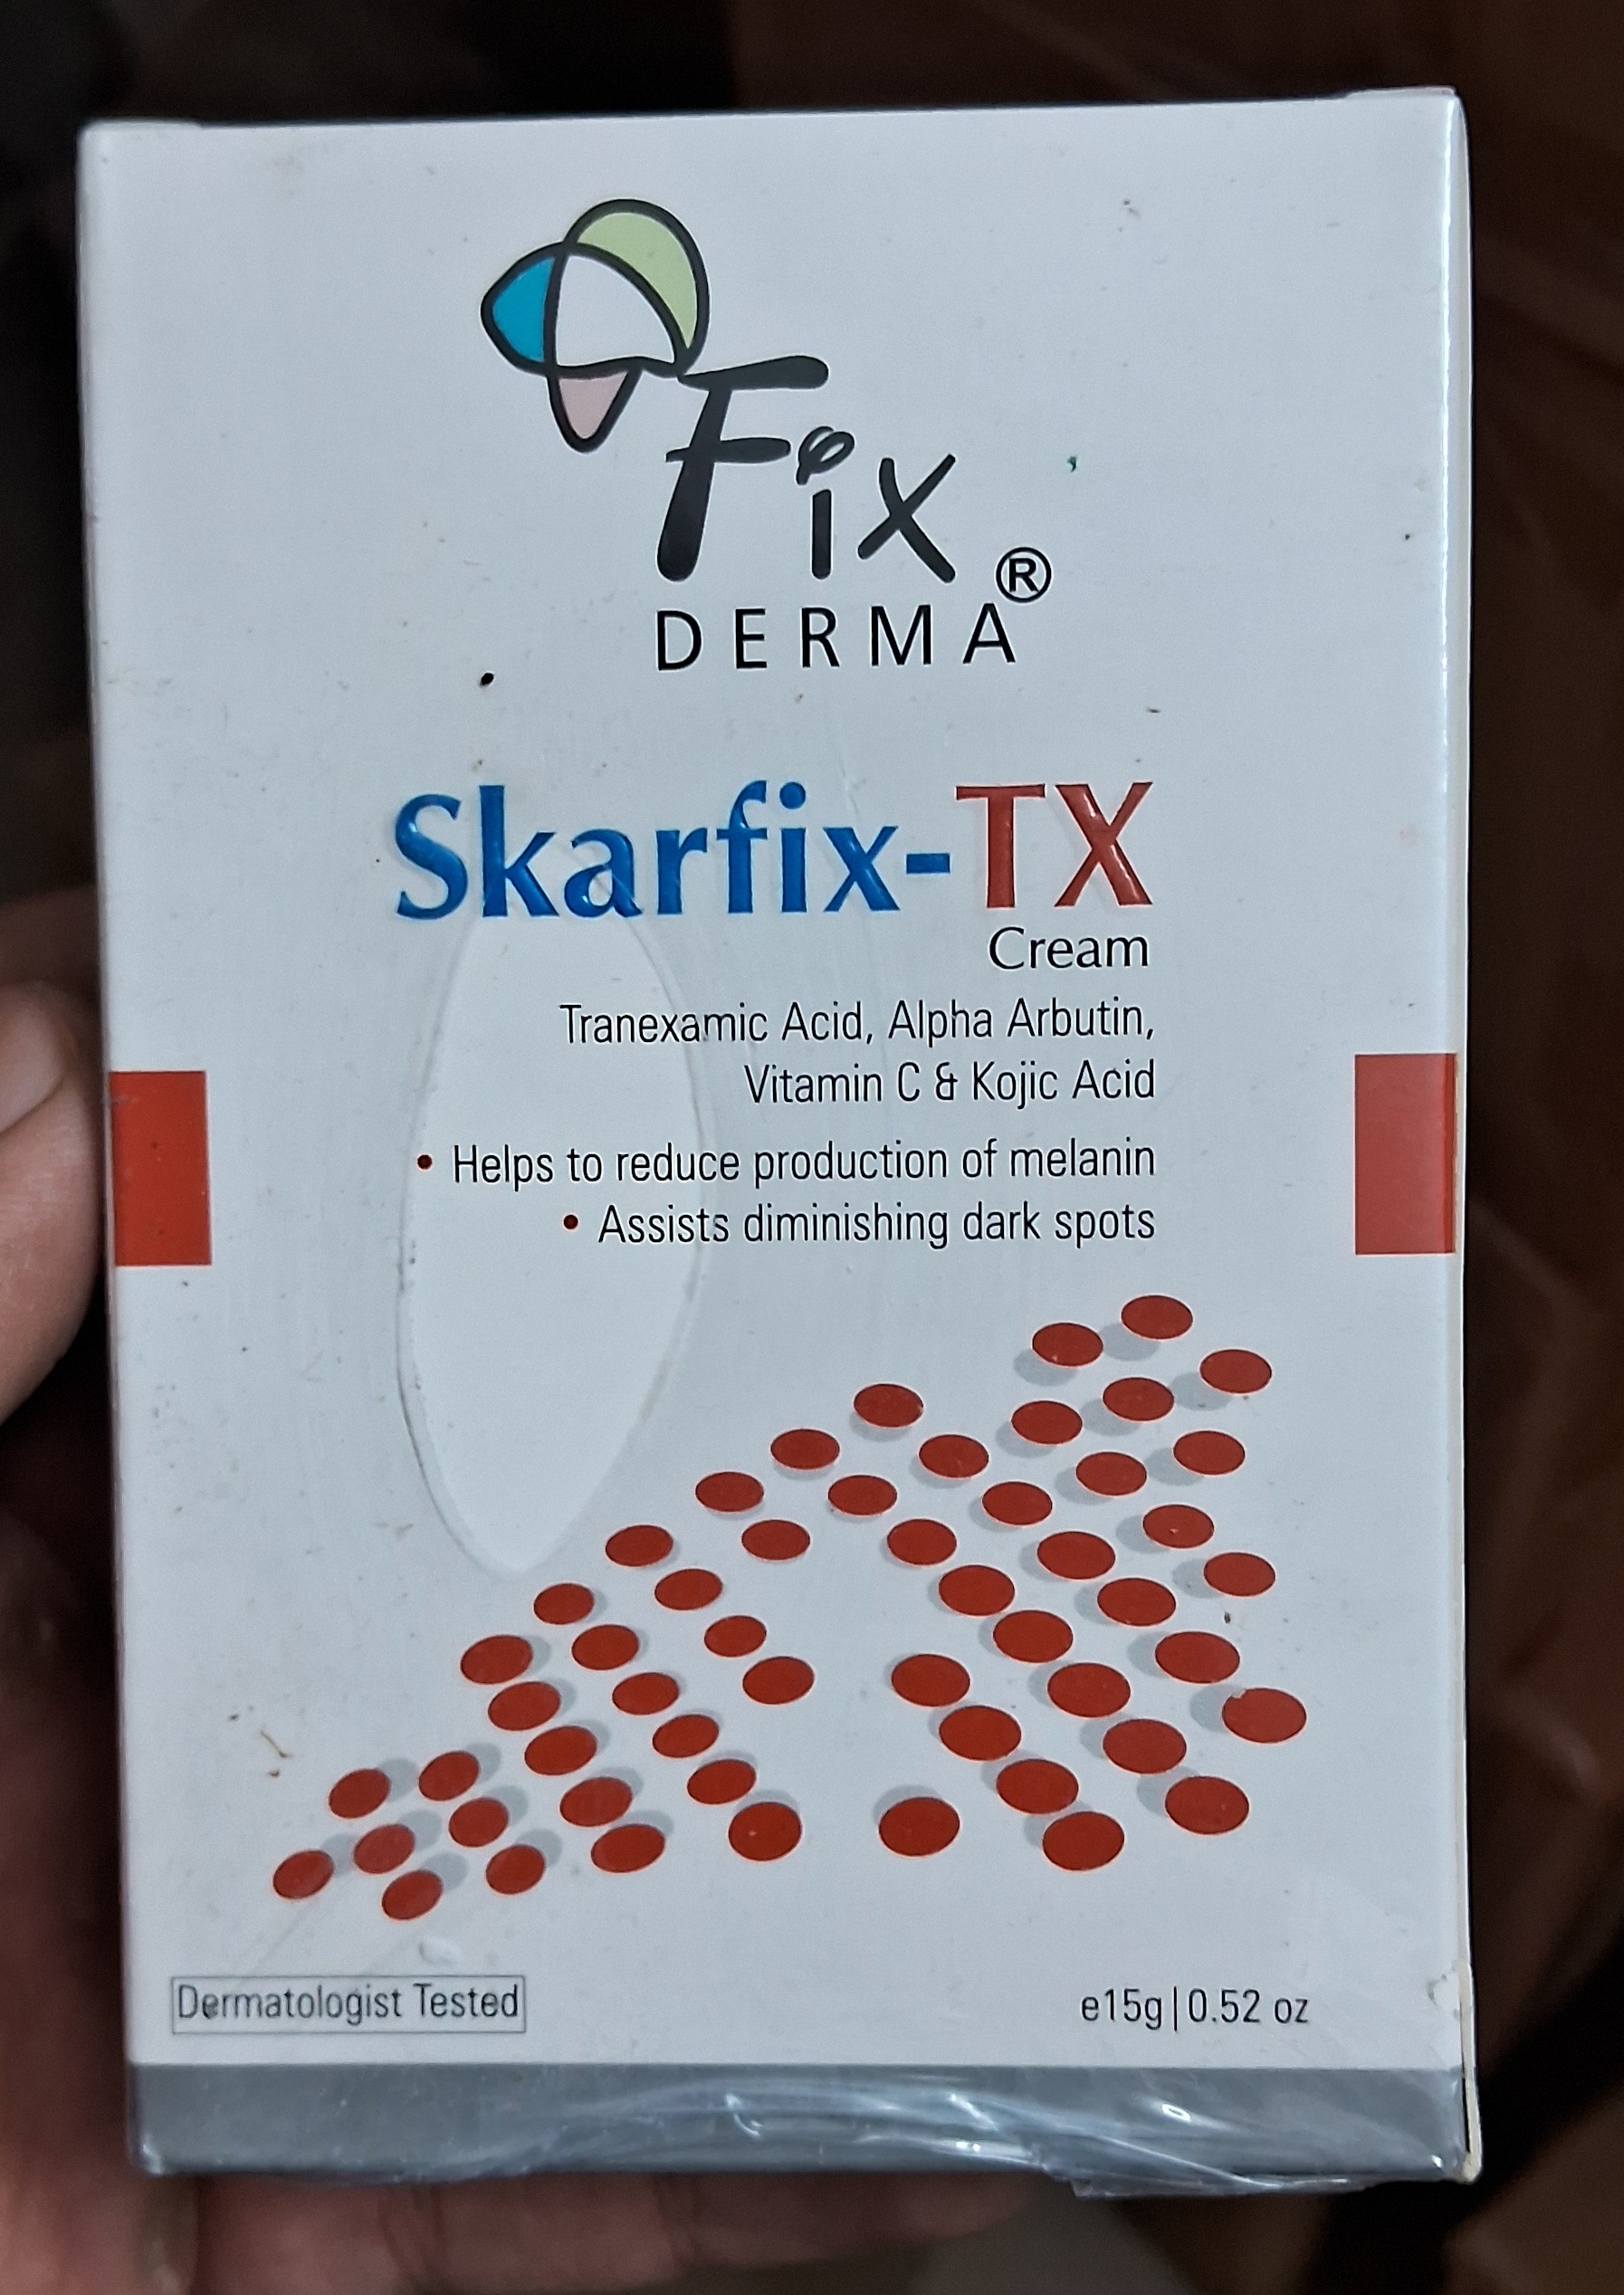 Fix
DERMA®
Skarfix-TX
Cream
Tranexamic Acid, Alpha Arbutin,
Vitamin C & Kojic Acid
• Helps to reduce production of melanin
• Assists diminishing dark spots
Dermatologist Tested
e15g|0.52 oz